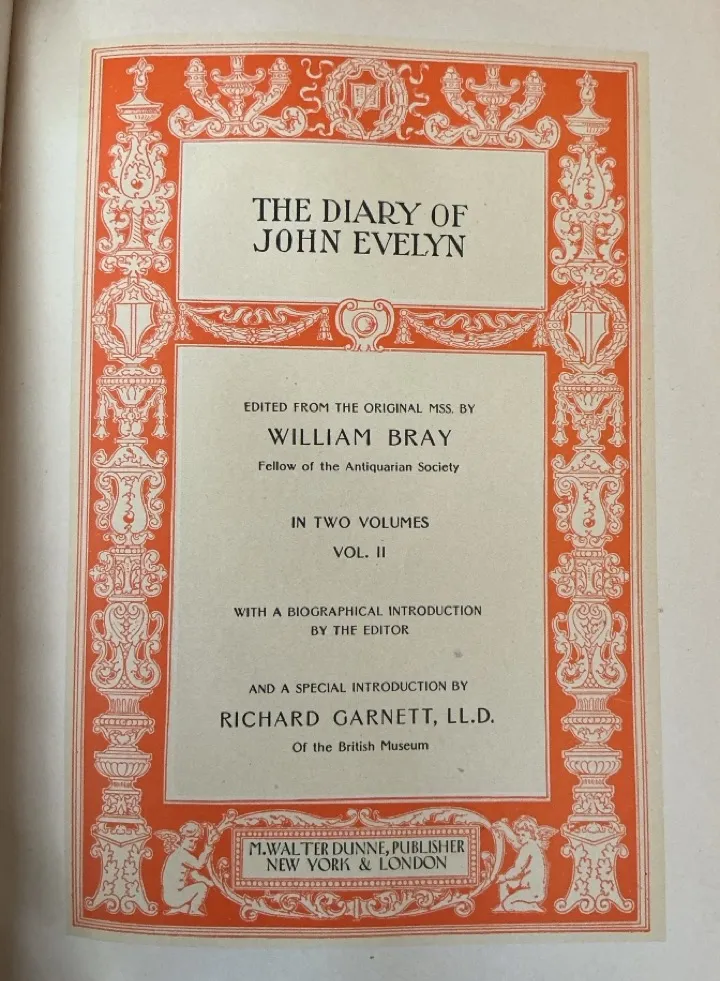 THE DIARY OF
JOHN EVELYN
EDITED FROM THE ORIGINAL MSS. BY
WILLIAM BRAY
Fellow of the Antiquarian Society
IN TWO VOLUMES
VOL. II
WITH A BIOGRAPHICAL INTRODUCTION
BY THE EDITOR
AND A SPECIAL INTRODUCTION BY
RICHARD GARNETT, LL.D.
Of the British Museum
M. WALTER DUNNE, PUBLISHER
NEW YORK & LONDON